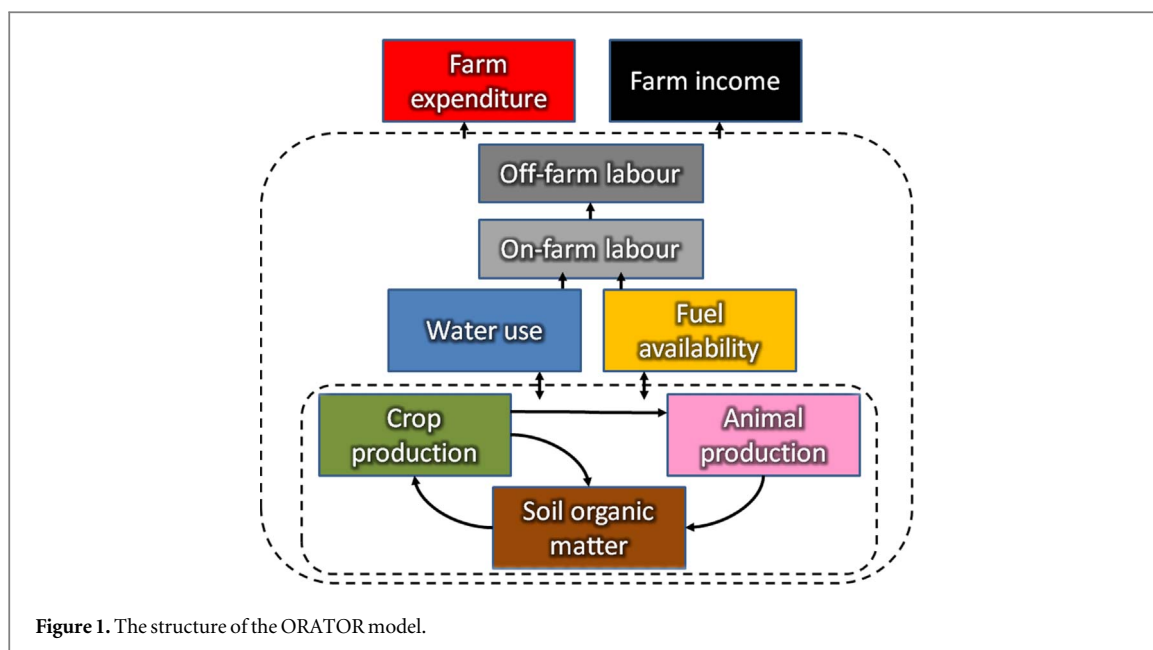 Farm
expenditure
Farm income
Off-farm labour
On-farm labour
Water use
Fuel
availability
Crop
production
Animal
production
Soil organic
matter
Figure 1. The structure of the ORATOR model.